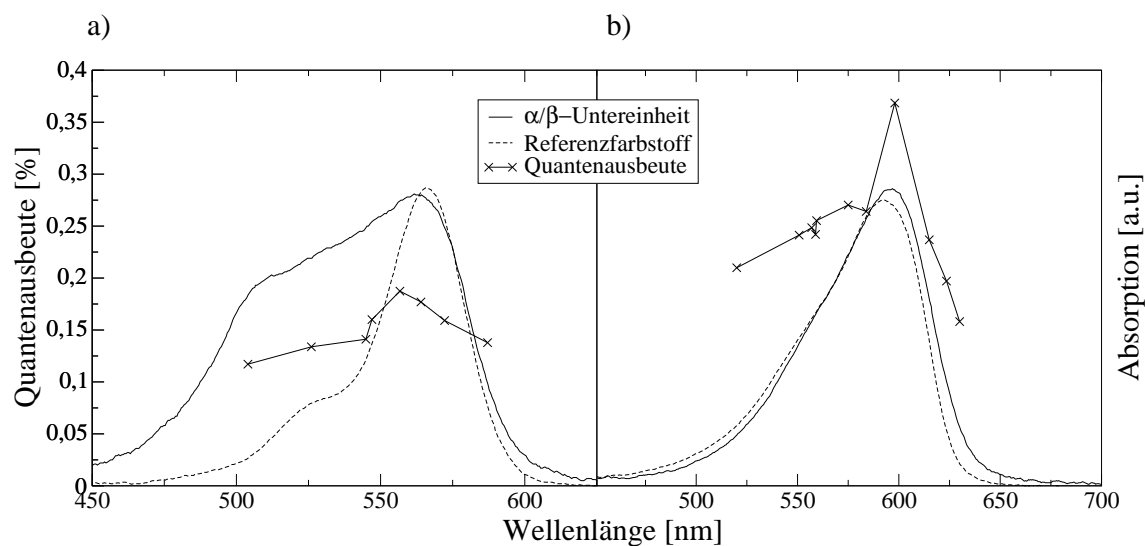 a) b)
0,4
0,35
0,3
0,25
0,2
0,15
0,1
0,05
0
Quantenausbeute [%]
α/β−Untereinheit
Referenzfarbstoff
Quantenausbeute
Absorption [a.u.]
450 500 550 600 500 550 600 650 700
Wellenlänge [nm]